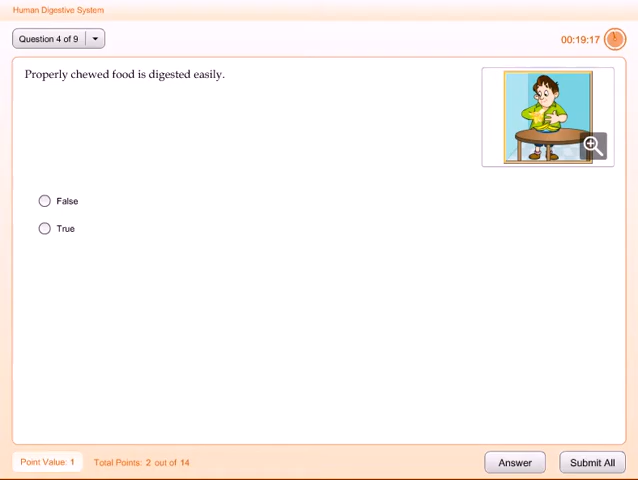 Human Digestive System
Question 4 of 9
00:19:17
Properly chewed food is digested easily.
False
True
Point Value: 1
Total Points: 2 out of 14
Answer
Submit All